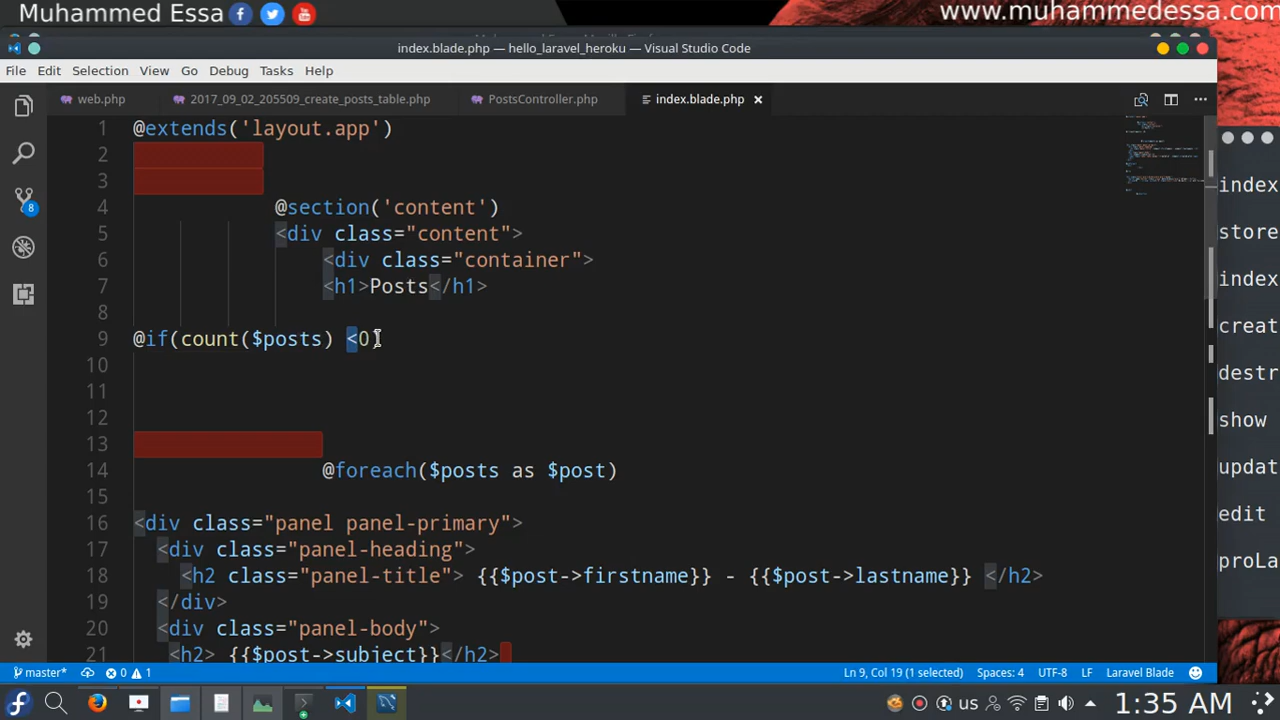 Muhammed Essa
www.muhammedessa.com
index.blade.php — hello_laravel_heroku — Visual Studio Code
File Edit Selection View Go Debug Tasks Help
web.php 2017_09_02_205509_create_posts_table.php PostsController.php index.blade.php
1 @extends('layout.app')
2
3
4 @section('content')
5 <div class="content">
6 <div class="container">
7 <h1>Posts</h1>
8
9 @if(count($posts) <0)
10
11
12
13
14 @foreach($posts as $post)
15
16 <div class="panel panel-primary">
17 <div class="panel-heading">
18 <h2 class="panel-title"> {{$post->firstname}} - {{$post->lastname}} </h2>
19 </div>
20 <div class="panel-body">
21 <h2> {{$post->subject}}</h2>
8
index
store
index
creat
destr
show
updat
edit
proLa
master* 0 1 Ln 9, Col 19 (1 selected) Spaces: 4 UTF-8 LF Laravel Blade
us 1:35 AM